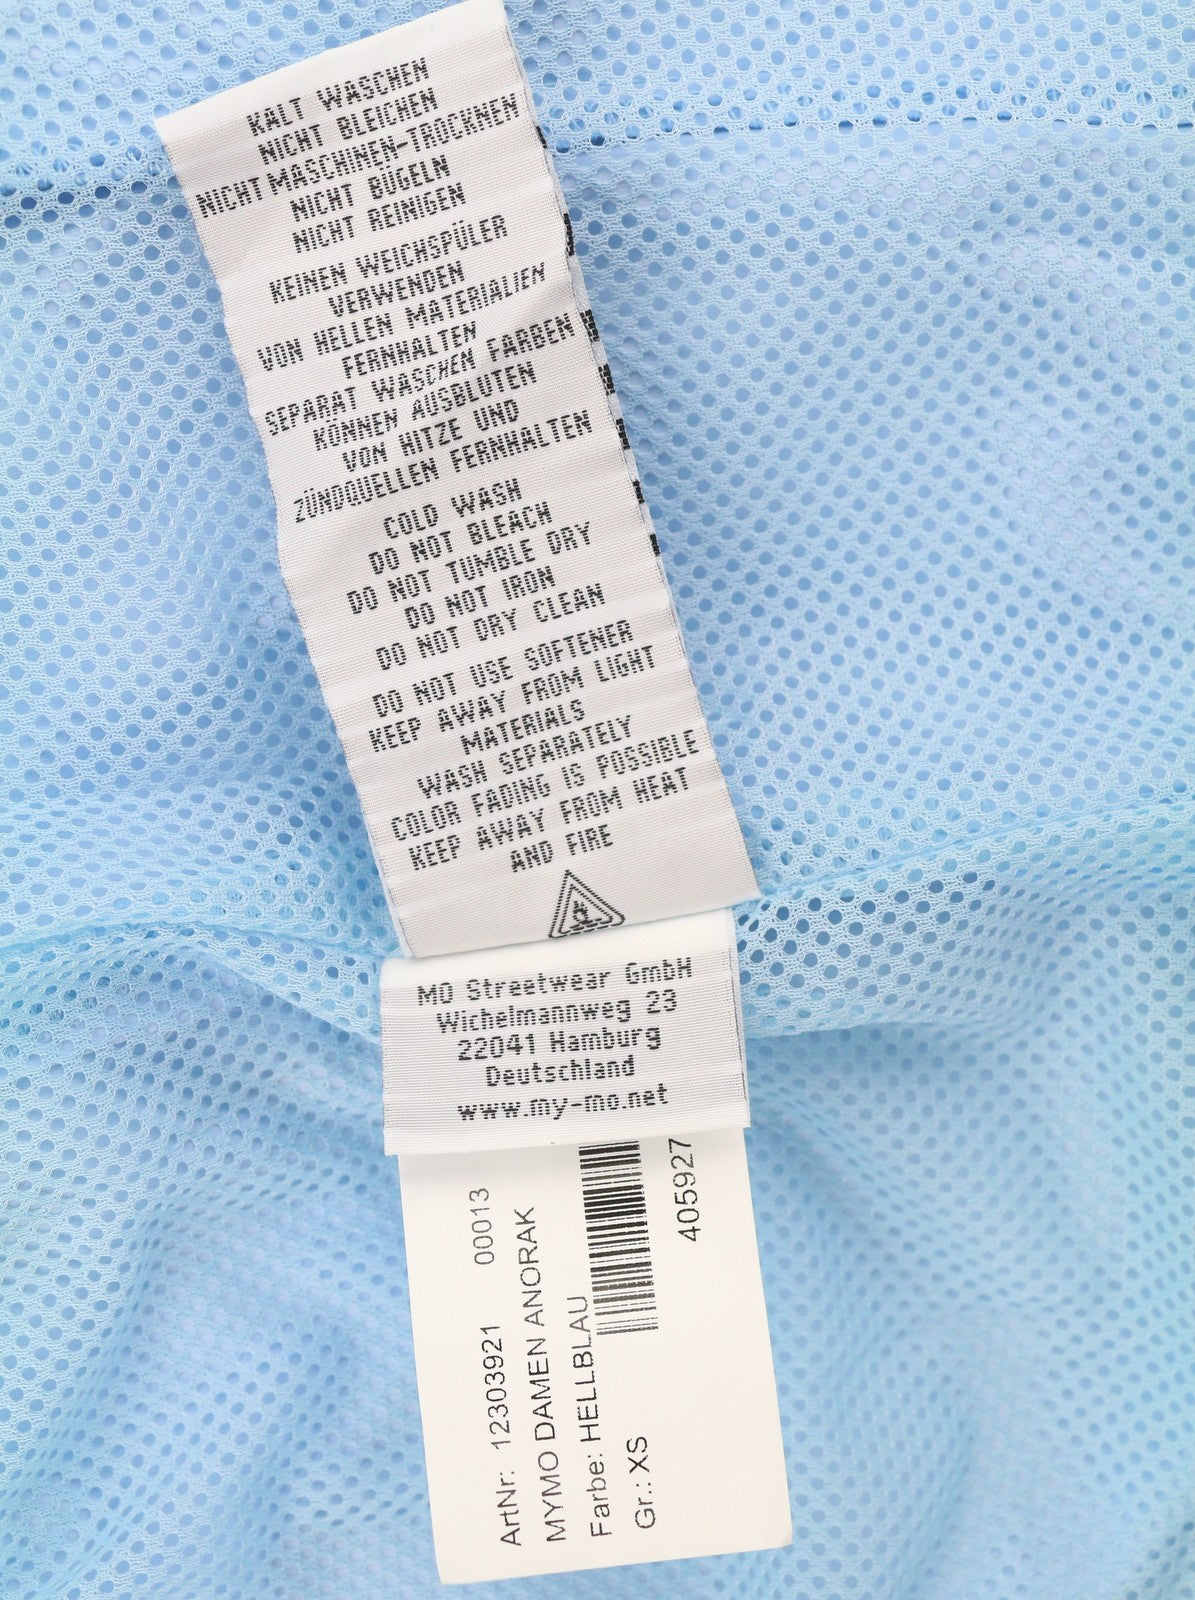 KALT WASCHEN
NICHT BLEICHEN
NICHT MASCHINEN-TROCKNEN
NICHT BÜGELN
NICHT REINIGEN
KEINEN WEICHSPÜLER
VERWENDEN
VON HELLEN MATERIALIEN
FERNHALTEN
SEPARAT WASCHEN FARBEN
KÖNNEN AUSBLUTEN
VON HITZE UND
ZÜNDQUELLEN FERNHALTEN
COLD WASH
DO NOT BLEACH
DO NOT TUMBLE DRY
DO NOT IRON
DO NOT DRY CLEAN
DO NOT USE SOFTENER
KEEP AWAY FROM LIGHT
MATERIALS
WASH SEPARATELY
COLOR FADING IS POSSIBLE
KEEP AWAY FROM HEAT
AND FIRE
MO Streetwear GmbH
Wichelmannweg 23
22041 Hamburg
Deutschland
www.my-mo.net
ArtNr: 12303921 00013
MYMO DAMEN ANORAK
Farbe: HELLBLAU
Gr.: XS
405927